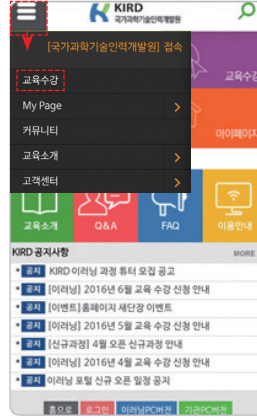 KIRD
국가과학기술인력개발원
[국가과학기술인력개발원] 접속
교육수강
My Page
커뮤니티
교육소개
고객센터
교육수강
마이페이지
교육소개
Q&A
FAQ
이용안내
KIRD 공지사항
MORE
공지 KIRD 이러닝 과정 튜터 모집 공고
공지 [이러닝] 2016년 6월 교육 수강 신청 안내
공지 [이벤트]홈페이지 새단장 이벤트
공지 [이러닝] 2016년 5월 교육 수강 신청 안내
공지 [신규과정] 4월 오픈 신규과정 안내
공지 [이러닝] 2016년 4월 교육 수강 신청 안내
공지 이러닝 포털 신규 오픈 일정 공지
홈으로 로그인 이러닝PC버전 기관PC버전